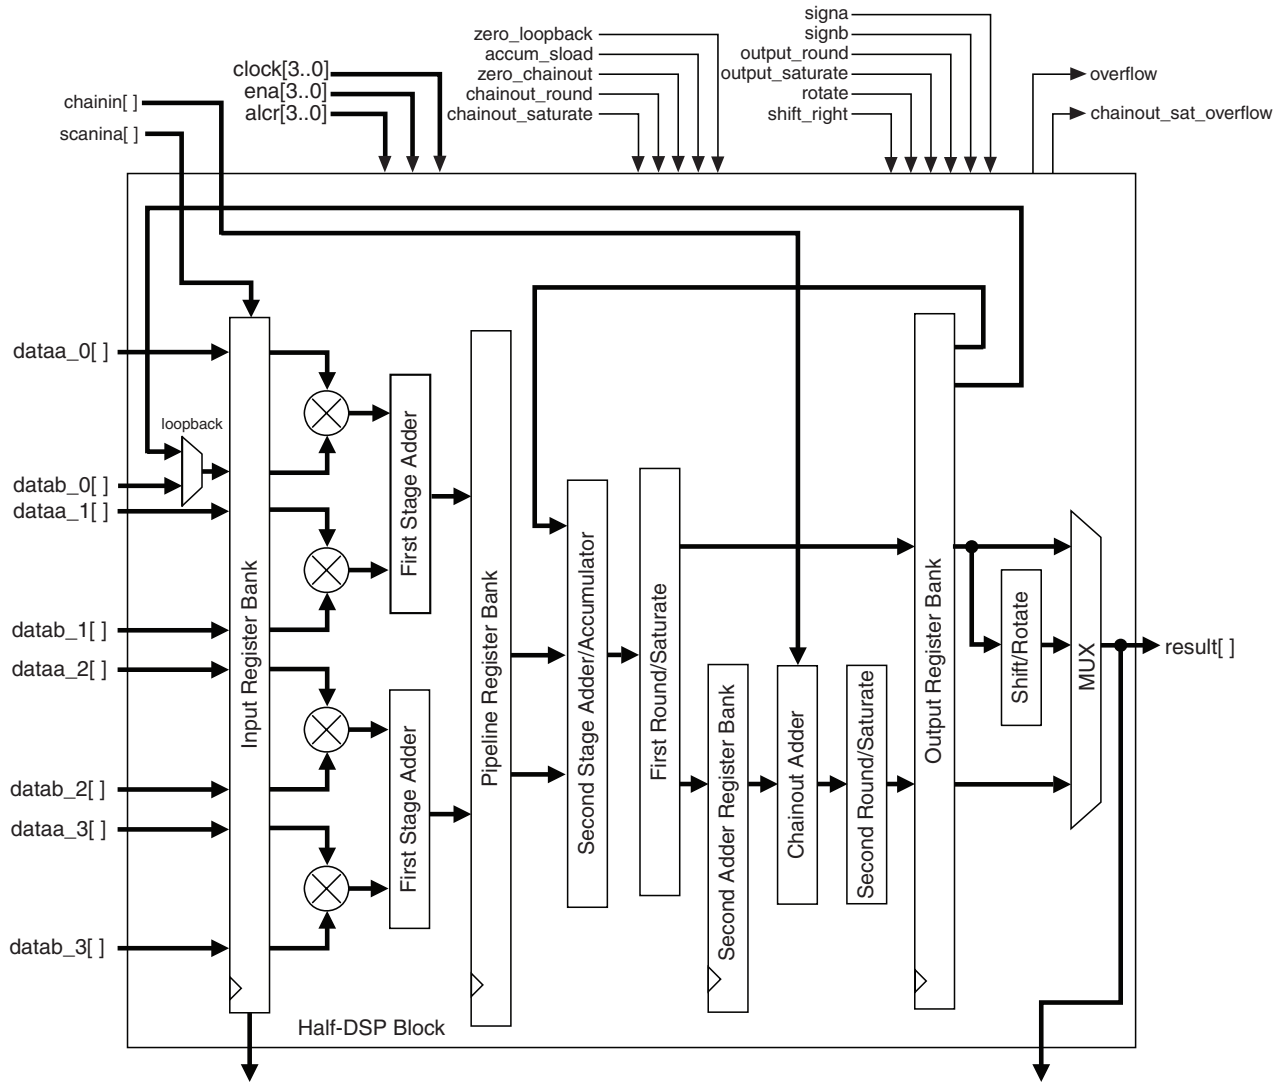 signa
signb
output_round
output_saturate
rotate
shift_right
zero_loopback
accum_sload
zero_chainout
chainout_round
chainout_saturate
clock[3..0]
ena[3..0]
alcr[3..0]
chainin[ ]
scanina[ ]
overflow
chainout_sat_overflow
dataa_0[ ]
loopback
datab_0[ ]
dataa_1[ ]
datab_1[ ]
dataa_2[ ]
datab_2[ ]
dataa_3[ ]
datab_3[ ]
Input Register Bank
First Stage Adder
First Stage Adder
Pipeline Register Bank
Second Stage Adder/Accumulator
First Round/Saturate
Second Adder Register Bank
Chainout Adder
Second Round/Saturate
Output Register Bank
Shift/Rotate
MUX
result[ ]
Half-DSP Block